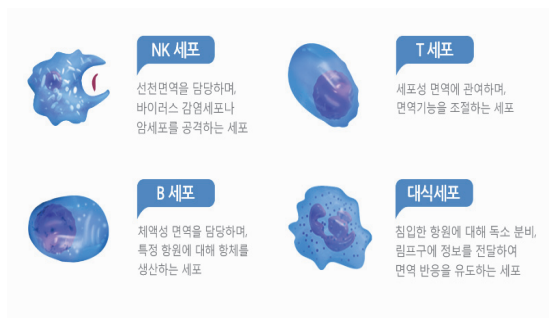 NK 세포
선천면역을 담당하며,
바이러스 감염세포나
암세포를 공격하는 세포
T 세포
세포성 면역에 관여하며,
면역기능을 조절하는 세포
B 세포
체액성 면역을 담당하며,
특정 항원에 대해 항체를
생산하는 세포
대식세포
침입한 항원에 대해 독소 분비,
림프구에 정보를 전달하여
면역 반응을 유도하는 세포